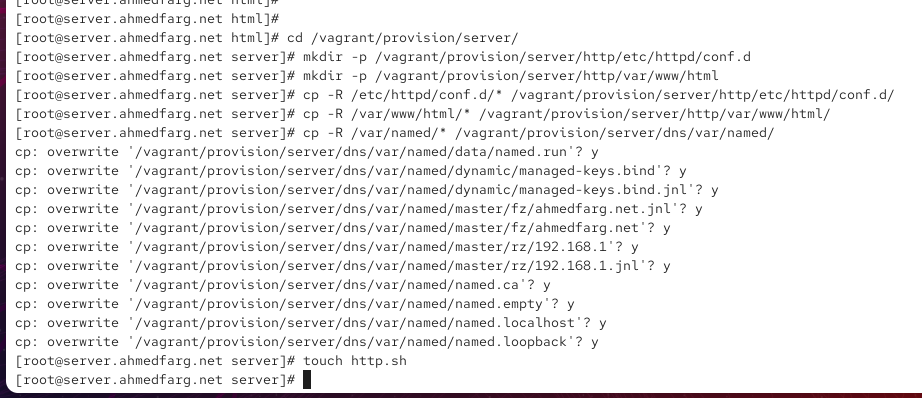 [root@server.ahmedfarg.net html]#
[root@server.ahmedfarg.net html]#
[root@server.ahmedfarg.net html]# cd /vagrant/provision/server/
[root@server.ahmedfarg.net server]# mkdir -p /vagrant/provision/server/http/etc/httpd/conf.d
[root@server.ahmedfarg.net server]# mkdir -p /vagrant/provision/server/http/var/www/html
[root@server.ahmedfarg.net server]# cp -R /etc/httpd/conf.d/* /vagrant/provision/server/http/etc/httpd/conf.d/
[root@server.ahmedfarg.net server]# cp -R /var/www/html/* /vagrant/provision/server/http/var/www/html/
[root@server.ahmedfarg.net server]# cp -R /var/named/* /vagrant/provision/server/dns/var/named/
cp: overwrite '/vagrant/provision/server/dns/var/named/data/named.run'? y
cp: overwrite '/vagrant/provision/server/dns/var/named/dynamic/managed-keys.bind'? y
cp: overwrite '/vagrant/provision/server/dns/var/named/dynamic/managed-keys.bind.jnl'? y
cp: overwrite '/vagrant/provision/server/dns/var/named/master/fz/ahmedfarg.net.jnl'? y
cp: overwrite '/vagrant/provision/server/dns/var/named/master/fz/ahmedfarg.net'? y
cp: overwrite '/vagrant/provision/server/dns/var/named/master/rz/192.168.1'? y
cp: overwrite '/vagrant/provision/server/dns/var/named/master/rz/192.168.1.jnl'? y
cp: overwrite '/vagrant/provision/server/dns/var/named/named.ca'? y
cp: overwrite '/vagrant/provision/server/dns/var/named/named.empty'? y
cp: overwrite '/vagrant/provision/server/dns/var/named/named.localhost'? y
cp: overwrite '/vagrant/provision/server/dns/var/named/named.loopback'? y
[root@server.ahmedfarg.net server]# touch http.sh
[root@server.ahmedfarg.net server]#